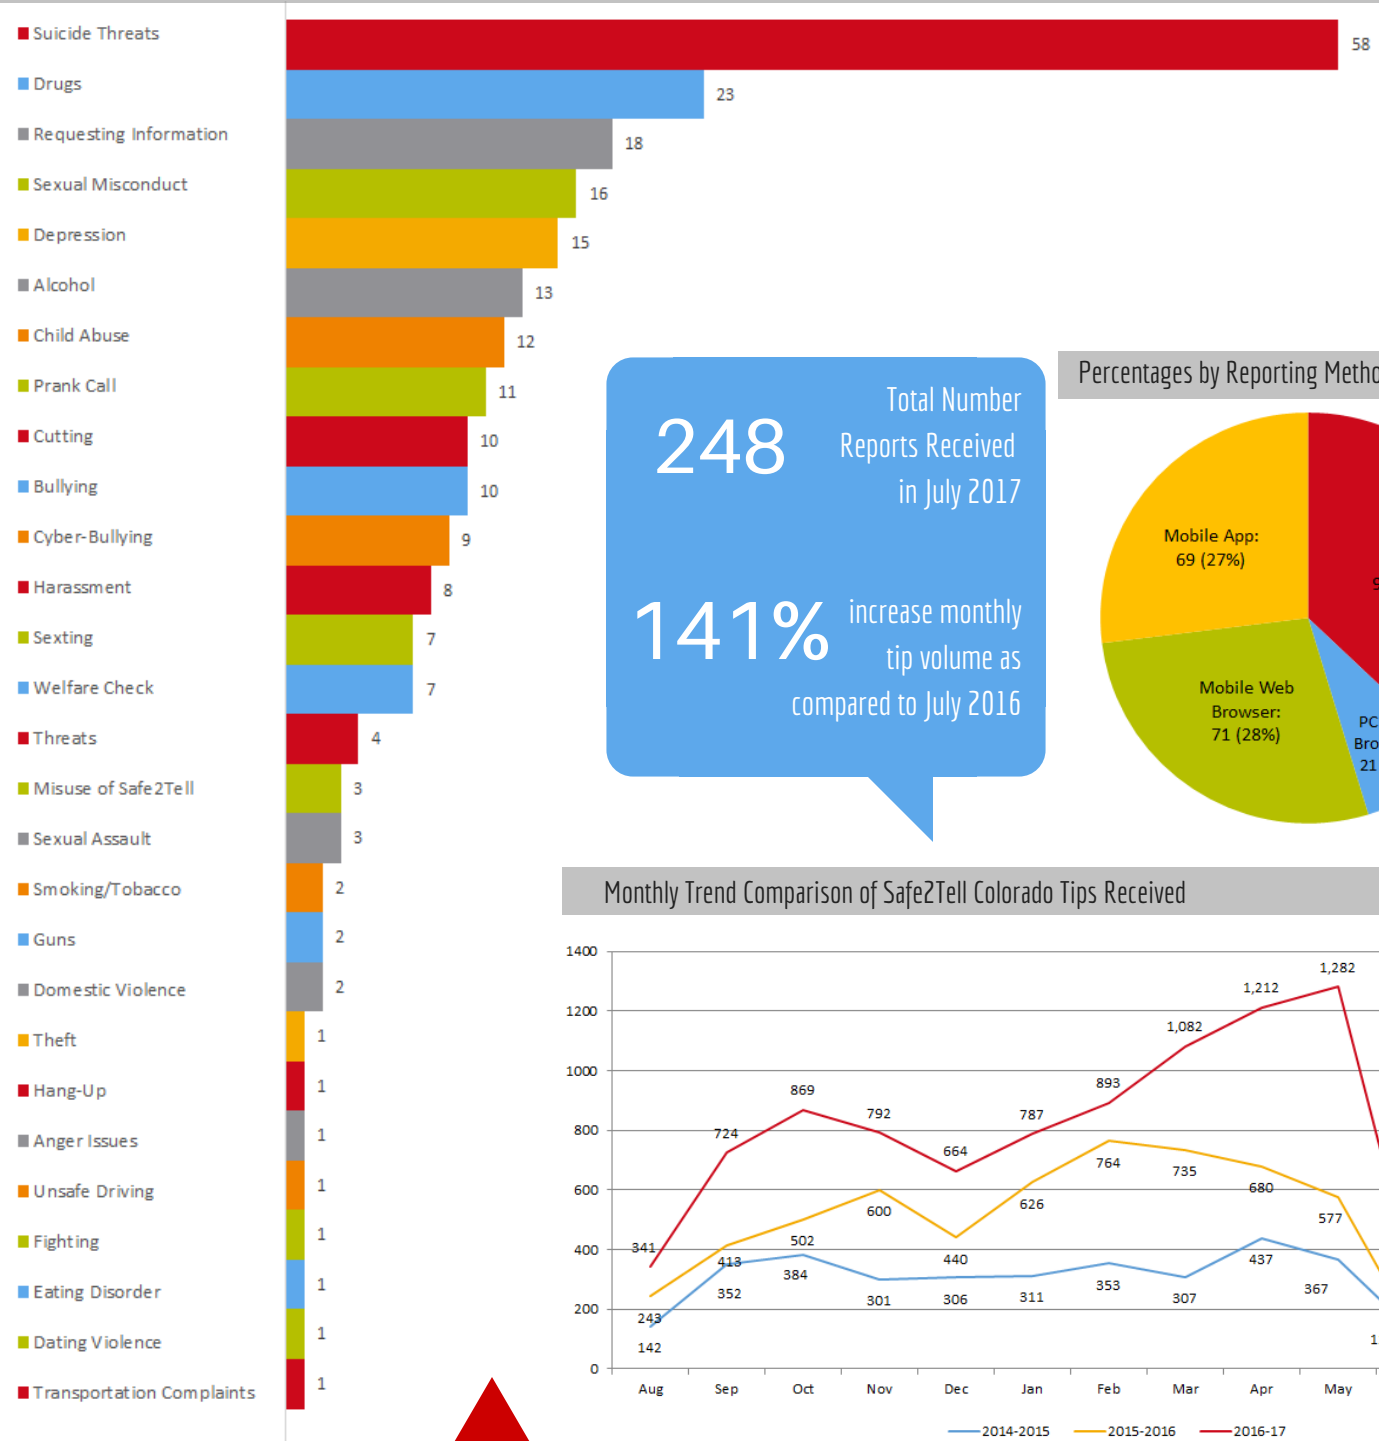 Suicide Threats
58
Drugs
23
Requesting Information
18
Sexual Misconduct
16
Depression
15
Alcohol
13
Child Abuse
12
Prank Call
11
Cutting
10
Bullying
10
Cyber-Bullying
9
Harassment
8
Sexting
7
Welfare Check
7
Threats
4
Misuse of Safe2Tell
3
Sexual Assault
3
Smoking/Tobacco
2
Guns
2
Domestic Violence
2
Theft
1
Hang-Up
1
Anger Issues
1
Unsafe Driving
1
Fighting
1
Eating Disorder
1
Dating Violence
1
Transportation Complaints
1
248
Total Number
Reports Received
in July 2017
141%
increase monthly
tip volume as
compared to July 2016
Percentages by Reporting Metho
Mobile App:
69 (27%)
Mobile Web
Browser:
71 (28%)
PC
Bro
21
Monthly Trend Comparison of Safe2Tell Colorado Tips Received
1400
1200
1000
800
600
400
200
0
341
724
869
792
664
787
893
1,082
1,212
1,282
243
413
502
600
440
626
764
735
680
577
142
352
384
301
306
311
353
307
437
367
1
Aug Sep Oct Nov Dec Jan Feb Mar Apr May
2014-2015 2015-2016 2016-17